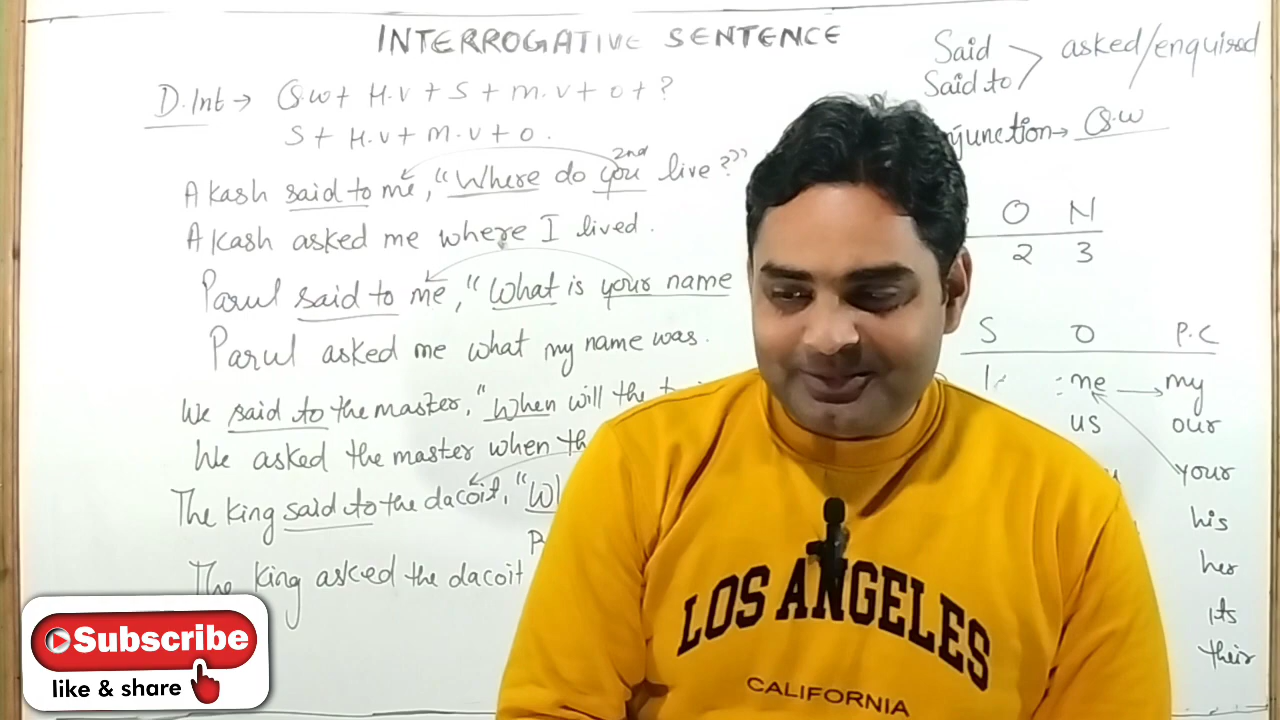 INTERROGATIVE SENTENCE
Said
Said to
asked/enquired
D.Int → Q.w + H.V + S + m.v + o + ?
S + H.v + m.v + o.
njunction → Q.w
2nd
Akash said to me, "Where do you live?"
Akash asked me where I lived.
O N
2 3
Parul said to me, "What is your name
Parul asked me what my name was.
S O P.C
me → my
us our
your
his
her
its
their
We said to the master, "When will the
We asked the master when
The king said to the dacoit,
The king asked the dacoit
LOS ANGELES
CALIFORNIA
Subscribe
like & share